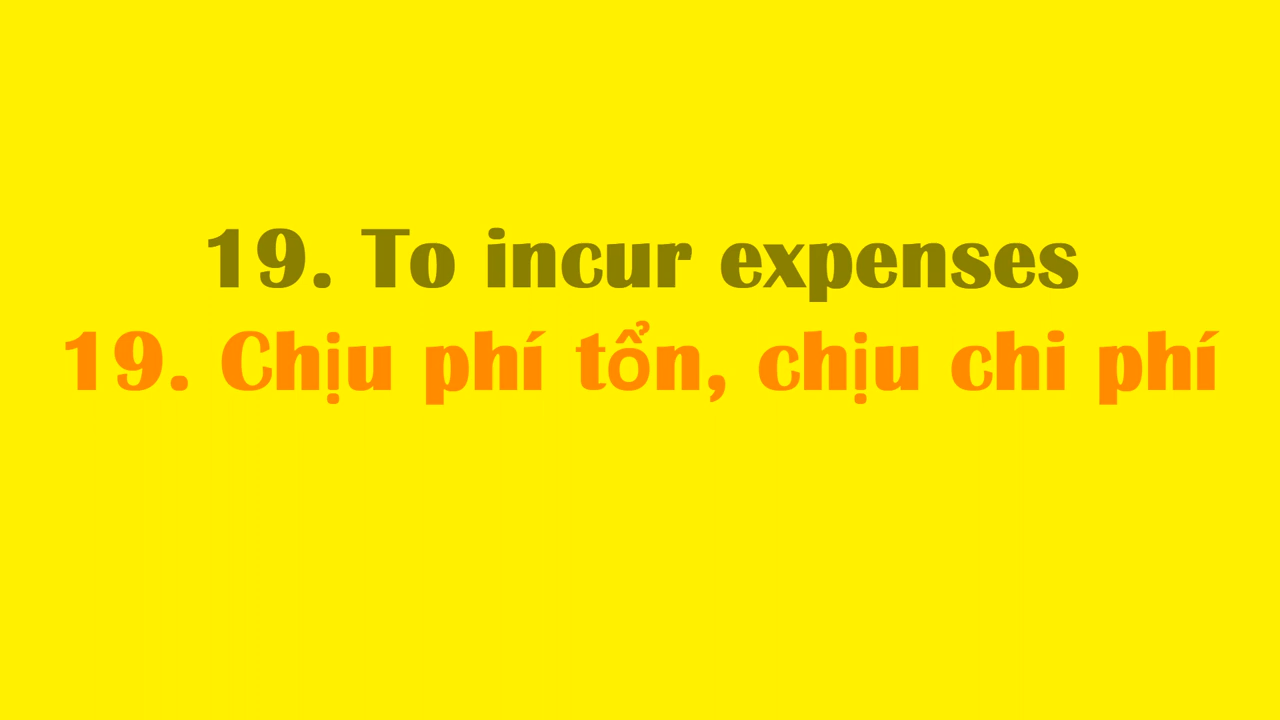 19. To incur expenses
19. Chịu phí tổn, chịu chi phí